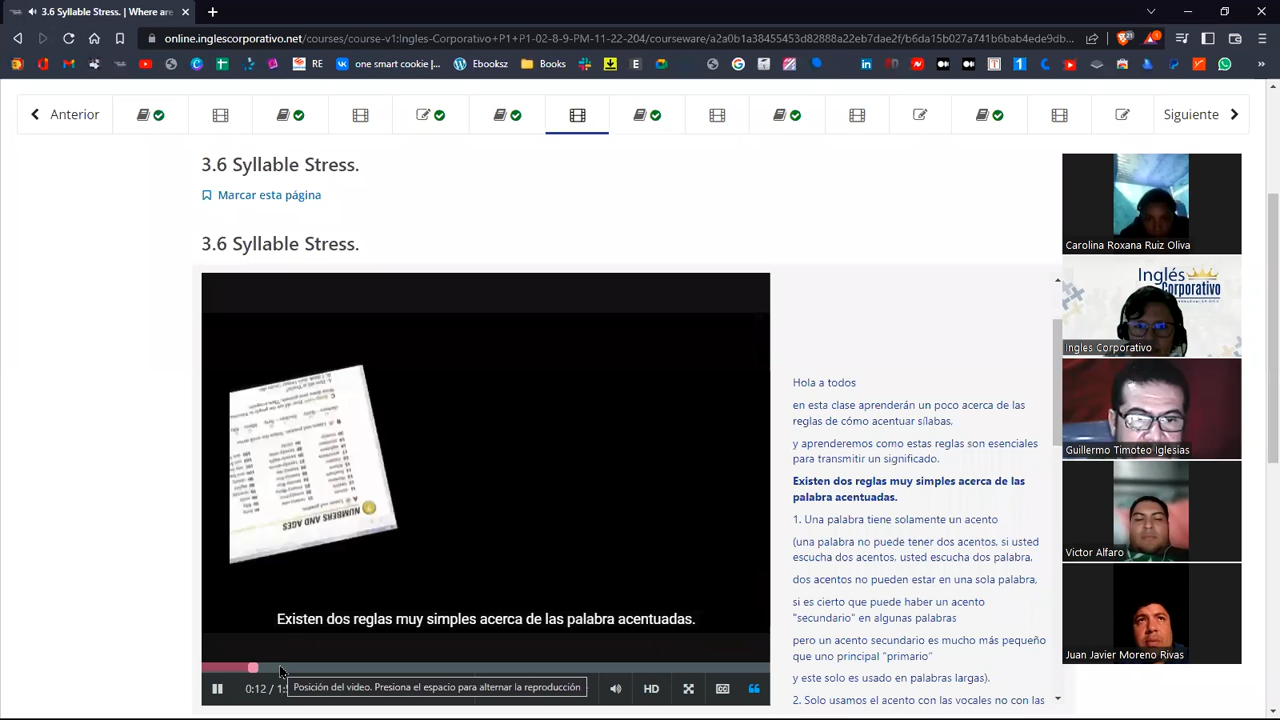 3.6 Syllable Stress. | Where are
online.inglescorporativo.net/courses/course-v1:Ingles-Corporativo+P1+P1-02-8-9-PM-11-22-204/courseware/a2a0b1a38455453d82888a22eb7dae2f/b6da15b027a741b6bab4ede9db...
RE
one smart cookie |...
Ebooksz
Books
Anterior
Siguiente
3.6 Syllable Stress.
Marcar esta página
3.6 Syllable Stress.
NUMBERS AND AGES
Existen dos reglas muy simples acerca de las palabra acentuadas.
0:12 / 1:
Posición del video. Presiona el espacio para alternar la reproducción
HD
Hola a todos
en esta clase aprenderán un poco acerca de las
reglas de cómo acentuar sílabas,
y aprenderemos como estas reglas son esenciales
para transmitir un significado.
Existen dos reglas muy simples acerca de las
palabra acentuadas.
1. Una palabra tiene solamente un acento
(una palabra no puede tener dos acentos, si usted
escucha dos acentos, usted escucha dos palabra,
dos acentos no pueden estar en una sola palabra,
si es cierto que puede haber un acento
"secundario" en algunas palabras
pero un acento secundario es mucho más pequeño
que uno principal "primario"
y este solo es usado en palabras largas).
2. Solo usamos el acento con las vocales no con las
Carolina Roxana Ruiz Oliva
Inglés
Corporativo
Ingles Corporativo
Guillermo Timoteo Iglesias
Victor Alfaro
Juan Javier Moreno Rivas